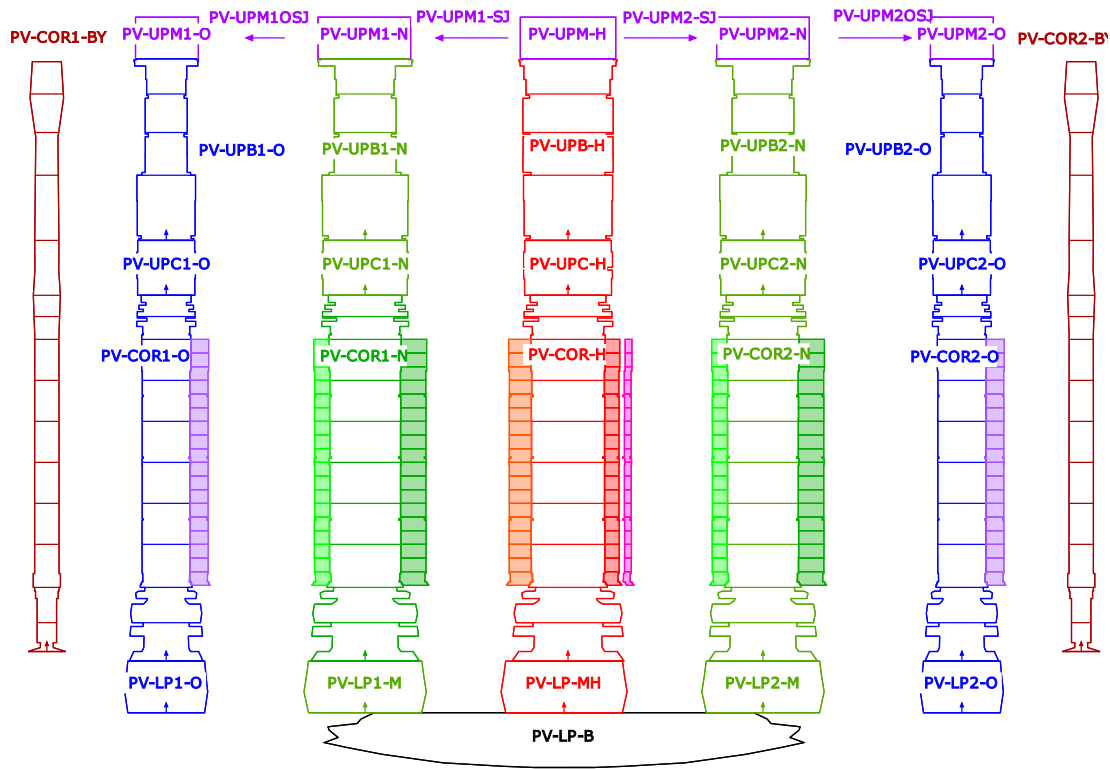 PV-UPM1OSJ PV-UPM1-SJ PV-UPM2-SJ PV-UPM2OSJ
PV-COR1-BY PV-UPM1-O PV-UPM1-N PV-UPM-H PV-UPM2-N PV-UPM2-O PV-COR2-BY
PV-UPB1-O PV-UPB1-N PV-UPB-H PV-UPB2-N PV-UPB2-O
PV-UPC1-O PV-UPC1-N PV-UPC-H PV-UPC2-N PV-UPC2-O
PV-COR1-O PV-COR1-N PV-COR-H PV-COR2-N PV-COR2-O
PV-LP1-O PV-LP1-M PV-LP-MH PV-LP2-M PV-LP2-O
PV-LP-B